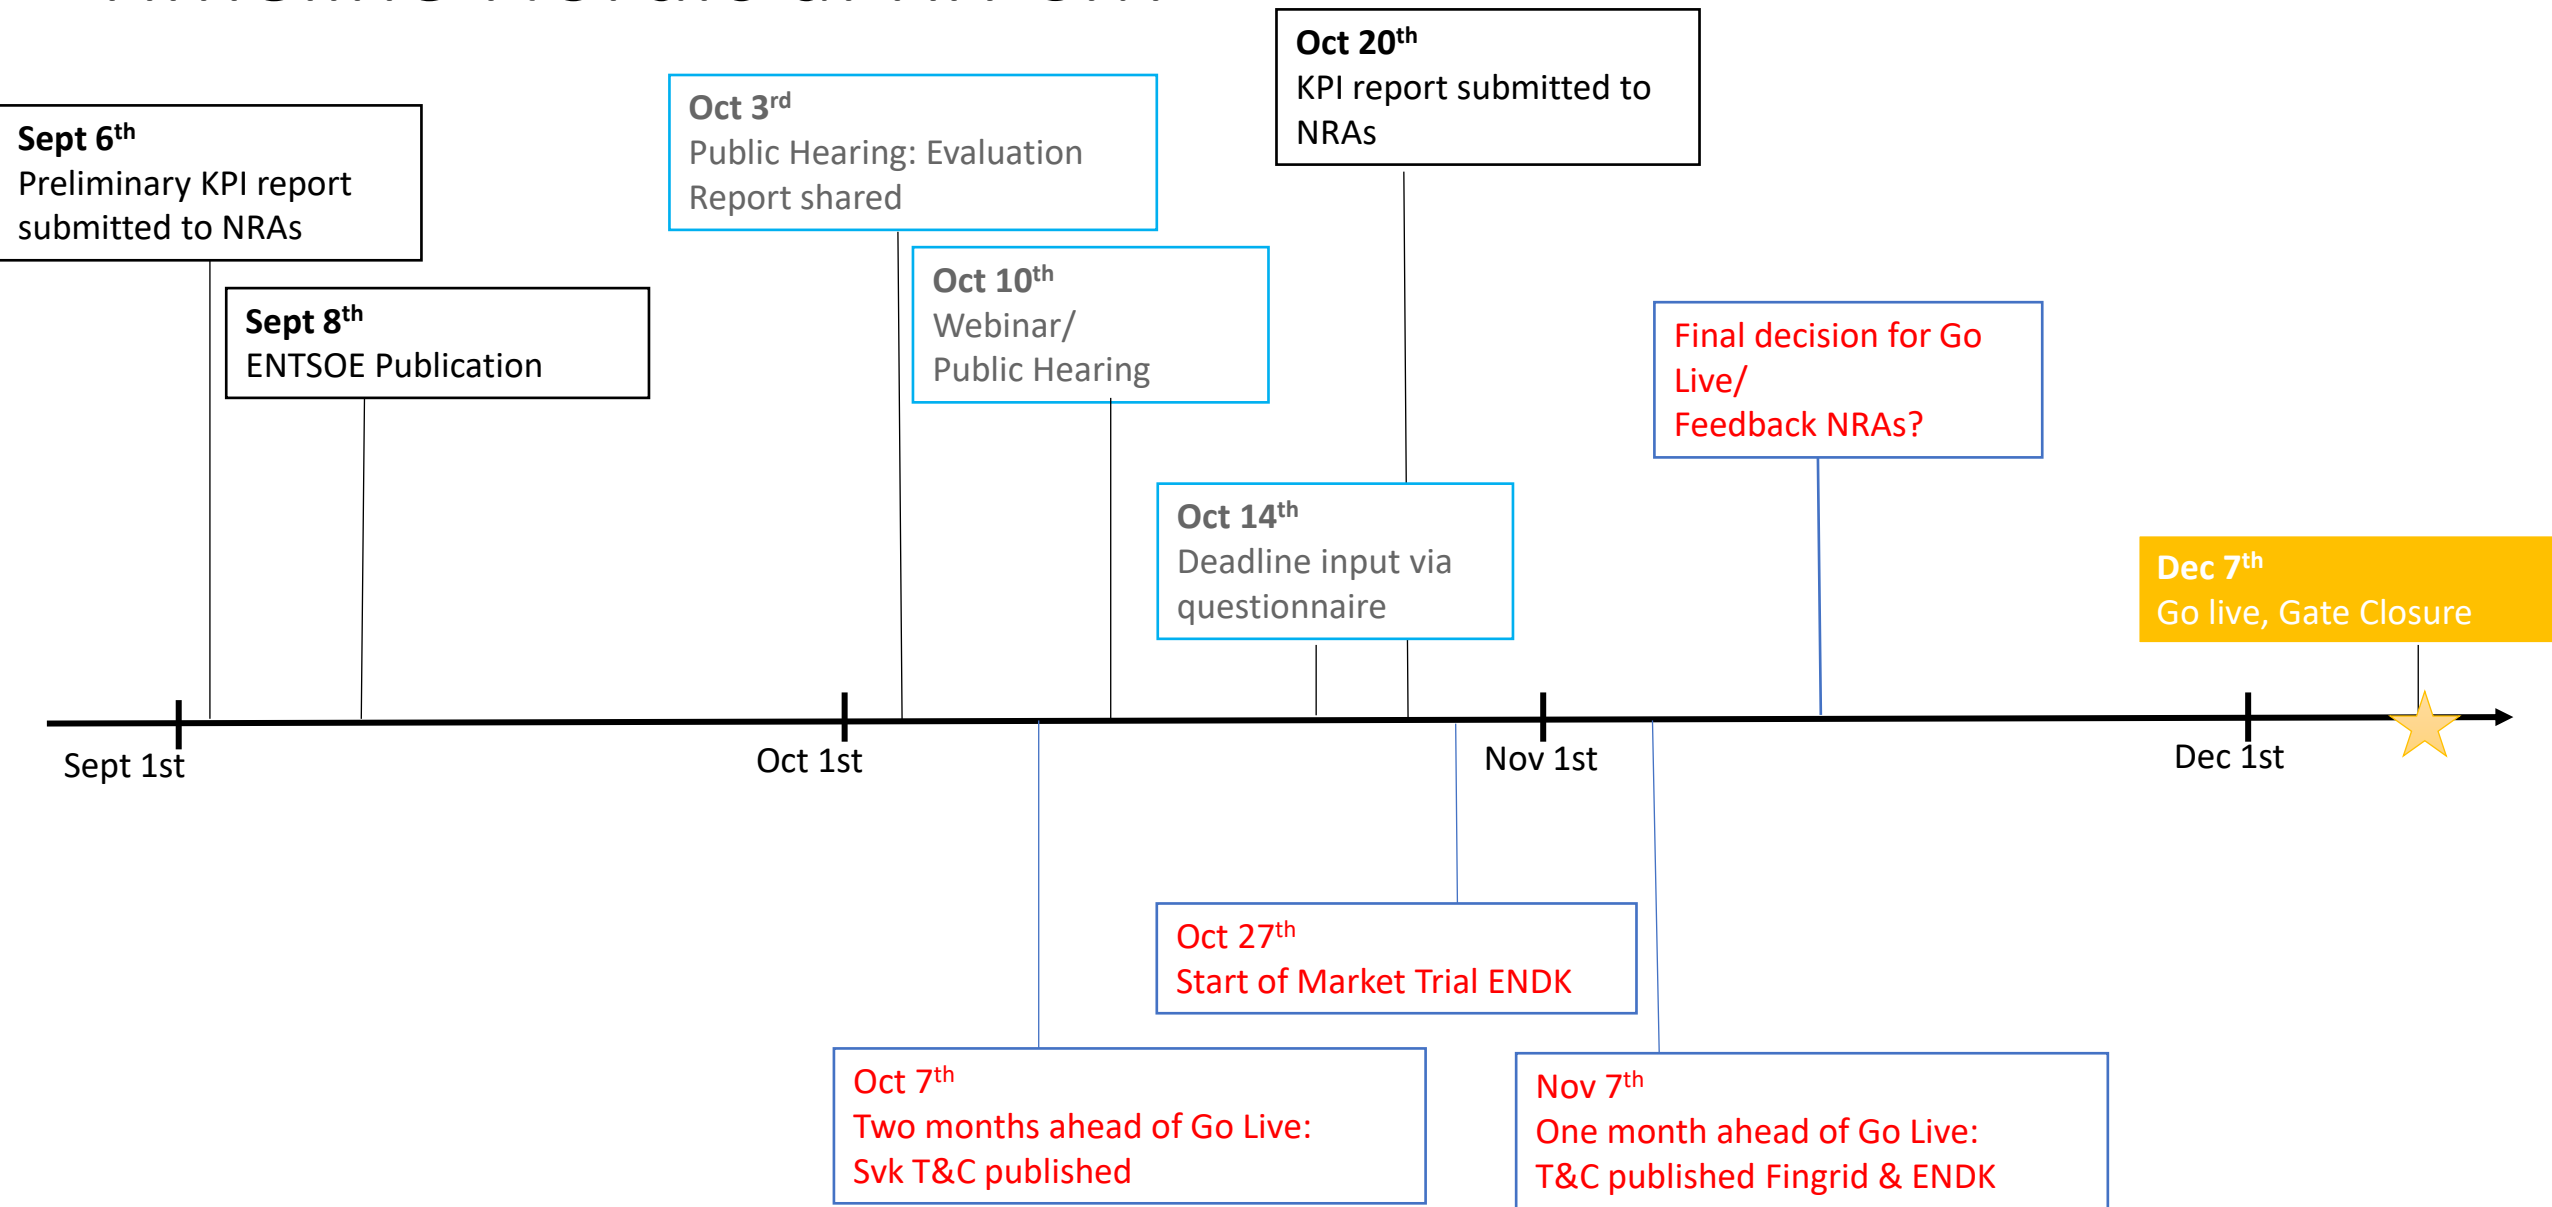 Oct 20th
KPI report submitted to
NRAs
Oct 3rd
Public Hearing: Evaluation
Report shared
Sept 6th
Preliminary KPI report
submitted to NRAs
Oct 10th
Webinar/
Public Hearing
Sept 8th
ENTSOE Publication
Final decision for Go
Live/
Feedback NRAs?
Oct 14th
Deadline input via
questionnaire
Dec 7th
Go live, Gate Closure
Sept 1st
Oct 1st
Nov 1st
Dec 1st
Oct 27th
Start of Market Trial ENDK
Oct 7th
Two months ahead of Go Live:
Svk T&C published
Nov 7th
One month ahead of Go Live:
T&C published Fingrid & ENDK